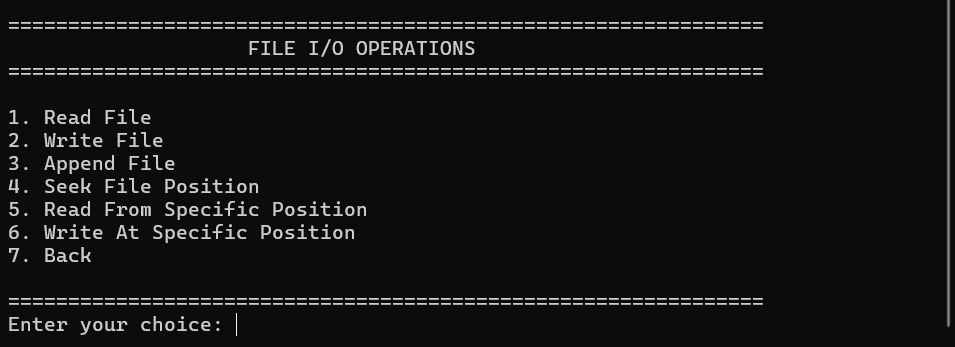 ===============================================================
FILE I/O OPERATIONS
===============================================================
1. Read File
2. Write File
3. Append File
4. Seek File Position
5. Read From Specific Position
6. Write At Specific Position
7. Back
===============================================================
Enter your choice: